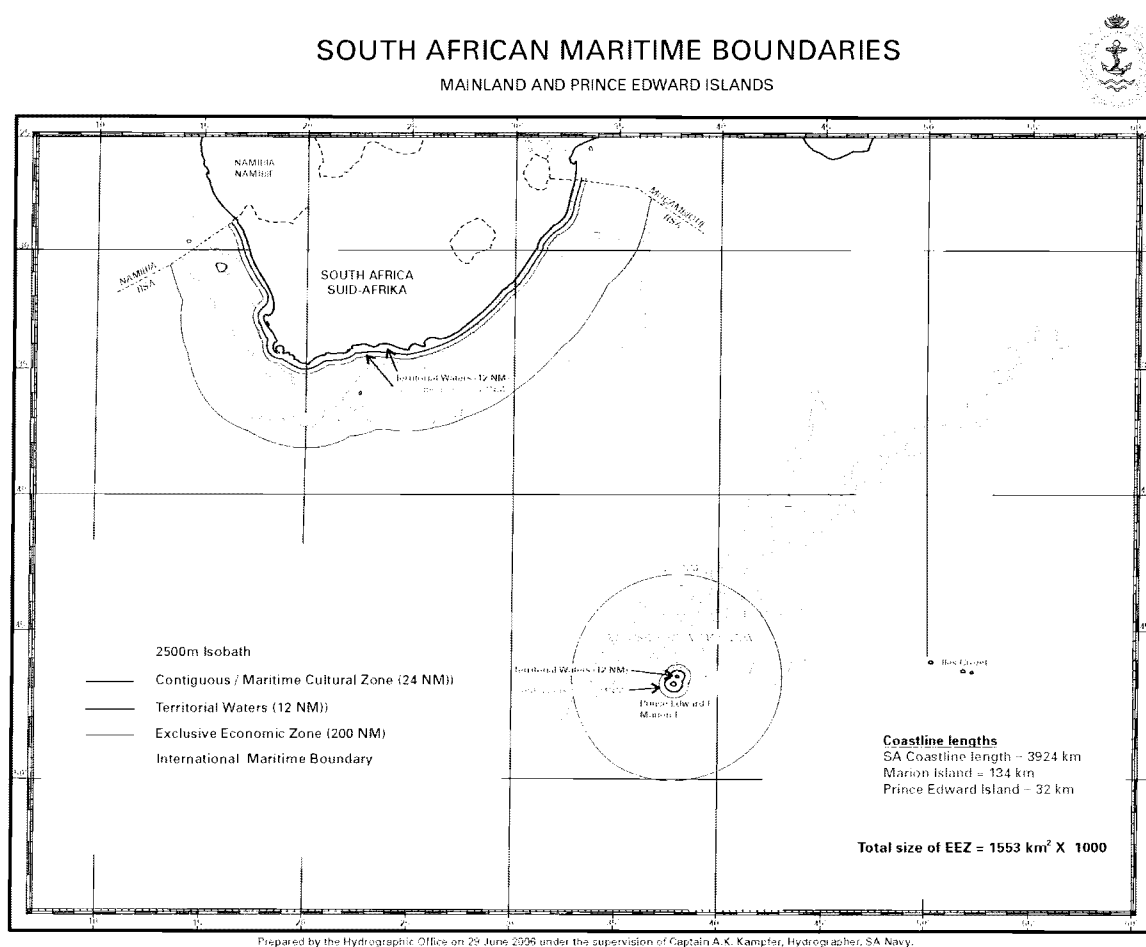 SOUTH AFRICAN MARITIME BOUNDARIES
MAINLAND AND PRINCE EDWARD ISLANDS
NAMIBIA
NAMIBIË
MOÇAMBIQUE
RSA
NAMIBIA
RSA
SOUTH AFRICA
SUID-AFRIKA
Territorial Waters (12 NM)
Territorial Waters (12 NM)
Prince Edward I
Marion I
Iles Crozet
2500m Isobath
Contiguous / Maritime Cultural Zone (24 NM))
Territorial Waters (12 NM))
Exclusive Economic Zone (200 NM)
International Maritime Boundary
Coastline lengths
SA Coastline length – 3924 km
Marion Island = 134 km
Prince Edward Island – 32 km
Total size of EEZ = 1553 km² X 1000
Prepared by the Hydrographic Office on 29 June 2006 under the supervision of Captain A.K. Kampfer, Hydrographer, SA Navy.